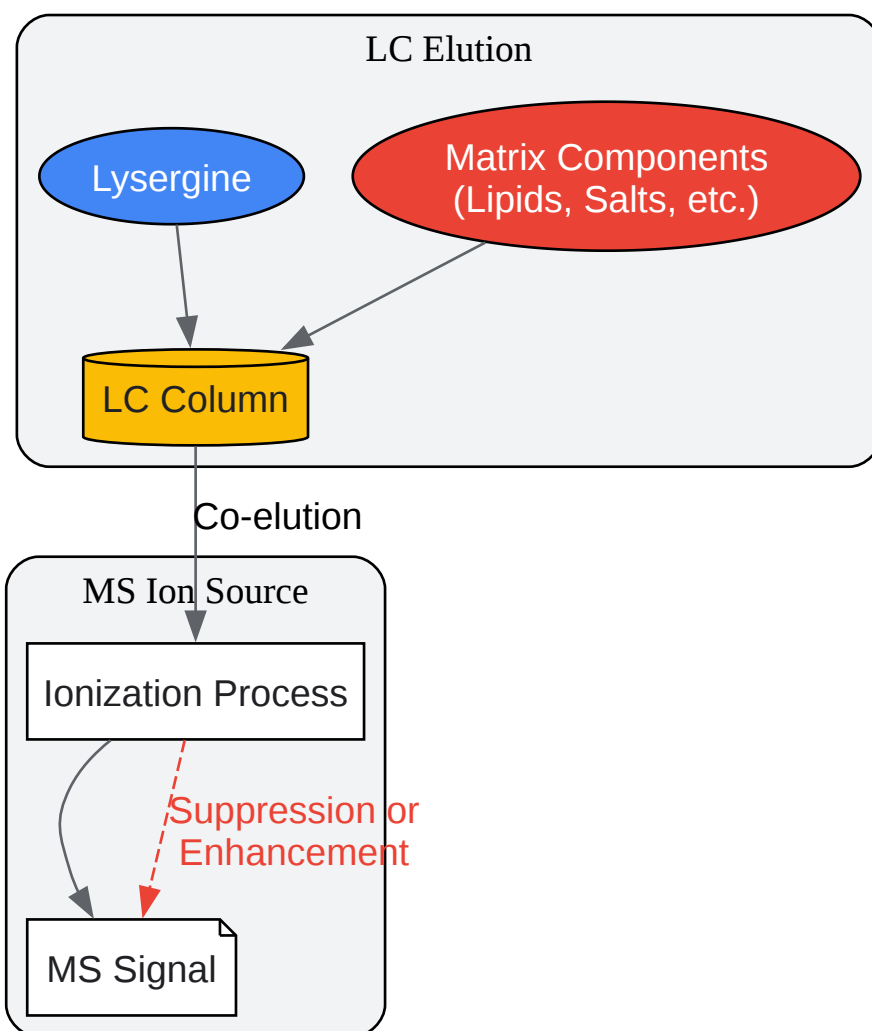 LC Elution
Lysergine
Matrix Components
(Lipids, Salts, etc.)
LC Column
Co-elution
MS Ion Source
Ionization Process
Suppression or
Enhancement
MS Signal